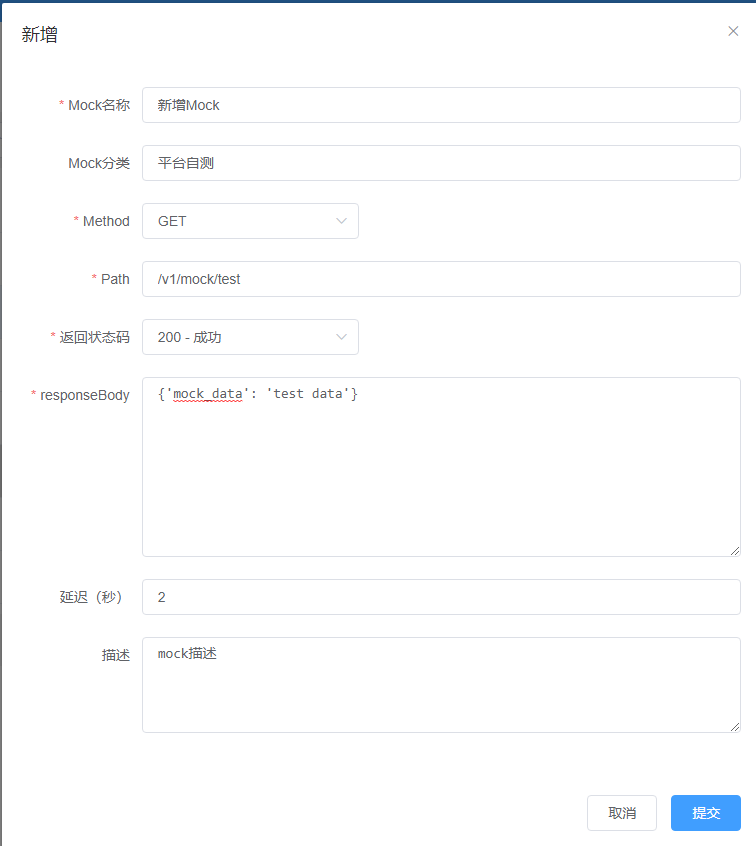 新增
* Mock名称 新增Mock
Mock分类 平台自测
* Method GET
* Path /v1/mock/test
* 返回状态码 200 - 成功
* responseBody {'mock_data': 'test data'}
延迟（秒） 2
描述 mock描述
取消 提交